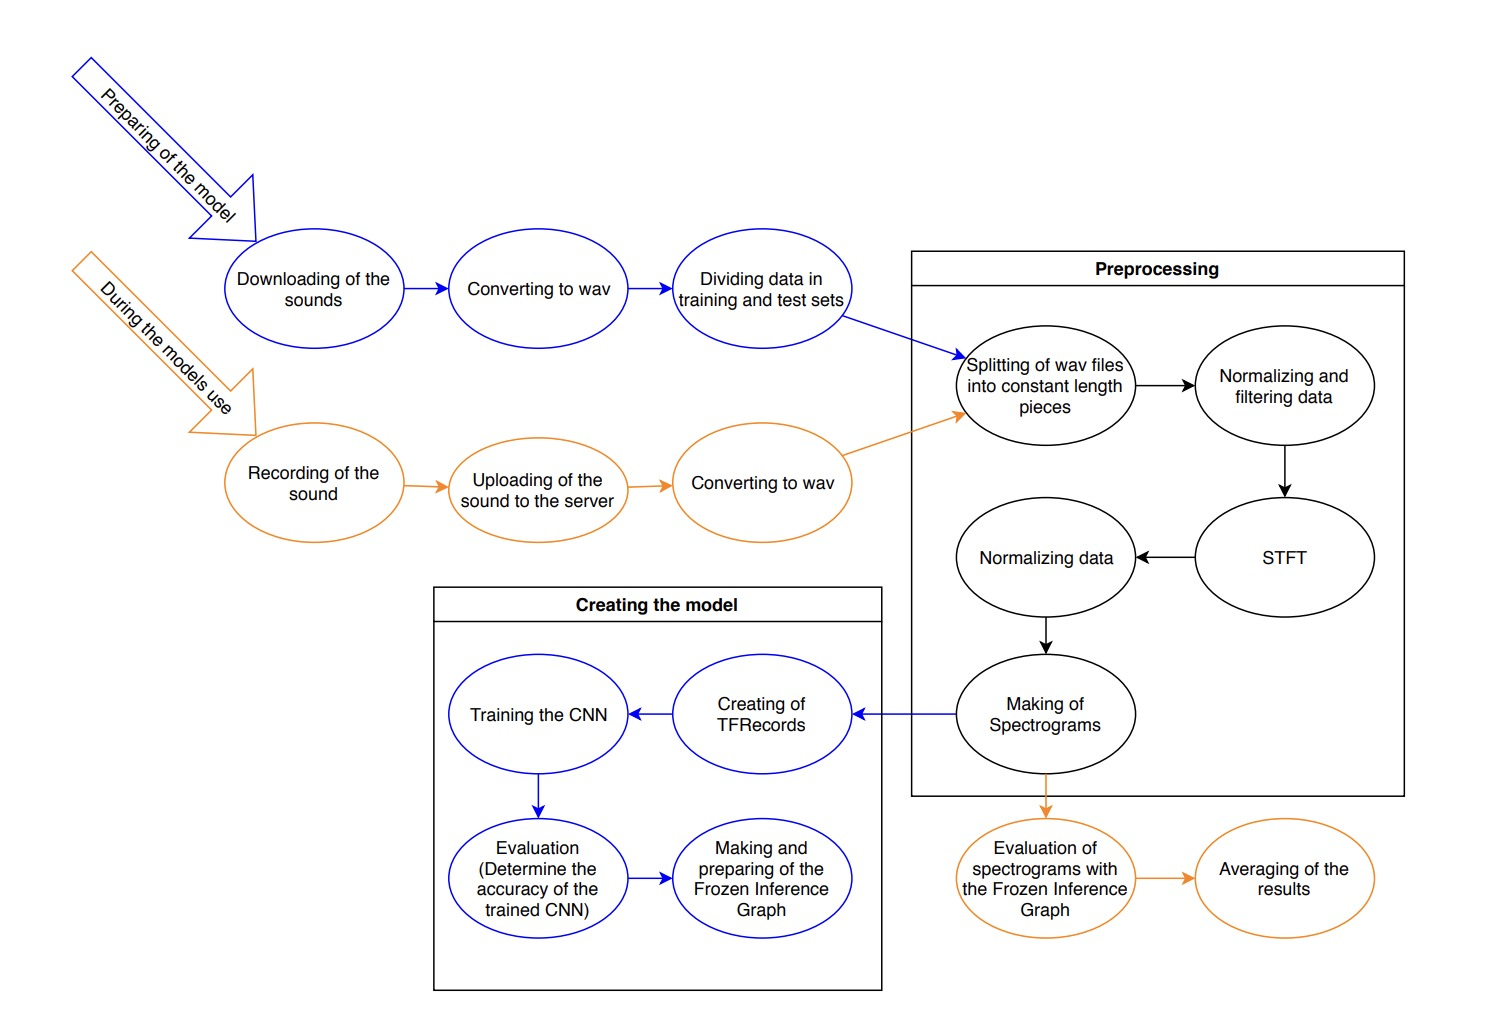 Preparing of the model
Downloading of the
sounds
Converting to wav
Dividing data in
training and test sets
During the models use
Recording of the
sound
Uploading of the
sound to the server
Converting to wav
Preprocessing
Splitting of wav files
into constant length
pieces
Normalizing and
filtering data
STFT
Normalizing data
Making of
Spectrograms
Creating the model
Creating of
TFRecords
Training the CNN
Evaluation
(Determine the
accuracy of the
trained CNN)
Making and
preparing of the
Frozen Inference
Graph
Evaluation of
spectrograms with
the Frozen Inference
Graph
Averaging of the
results